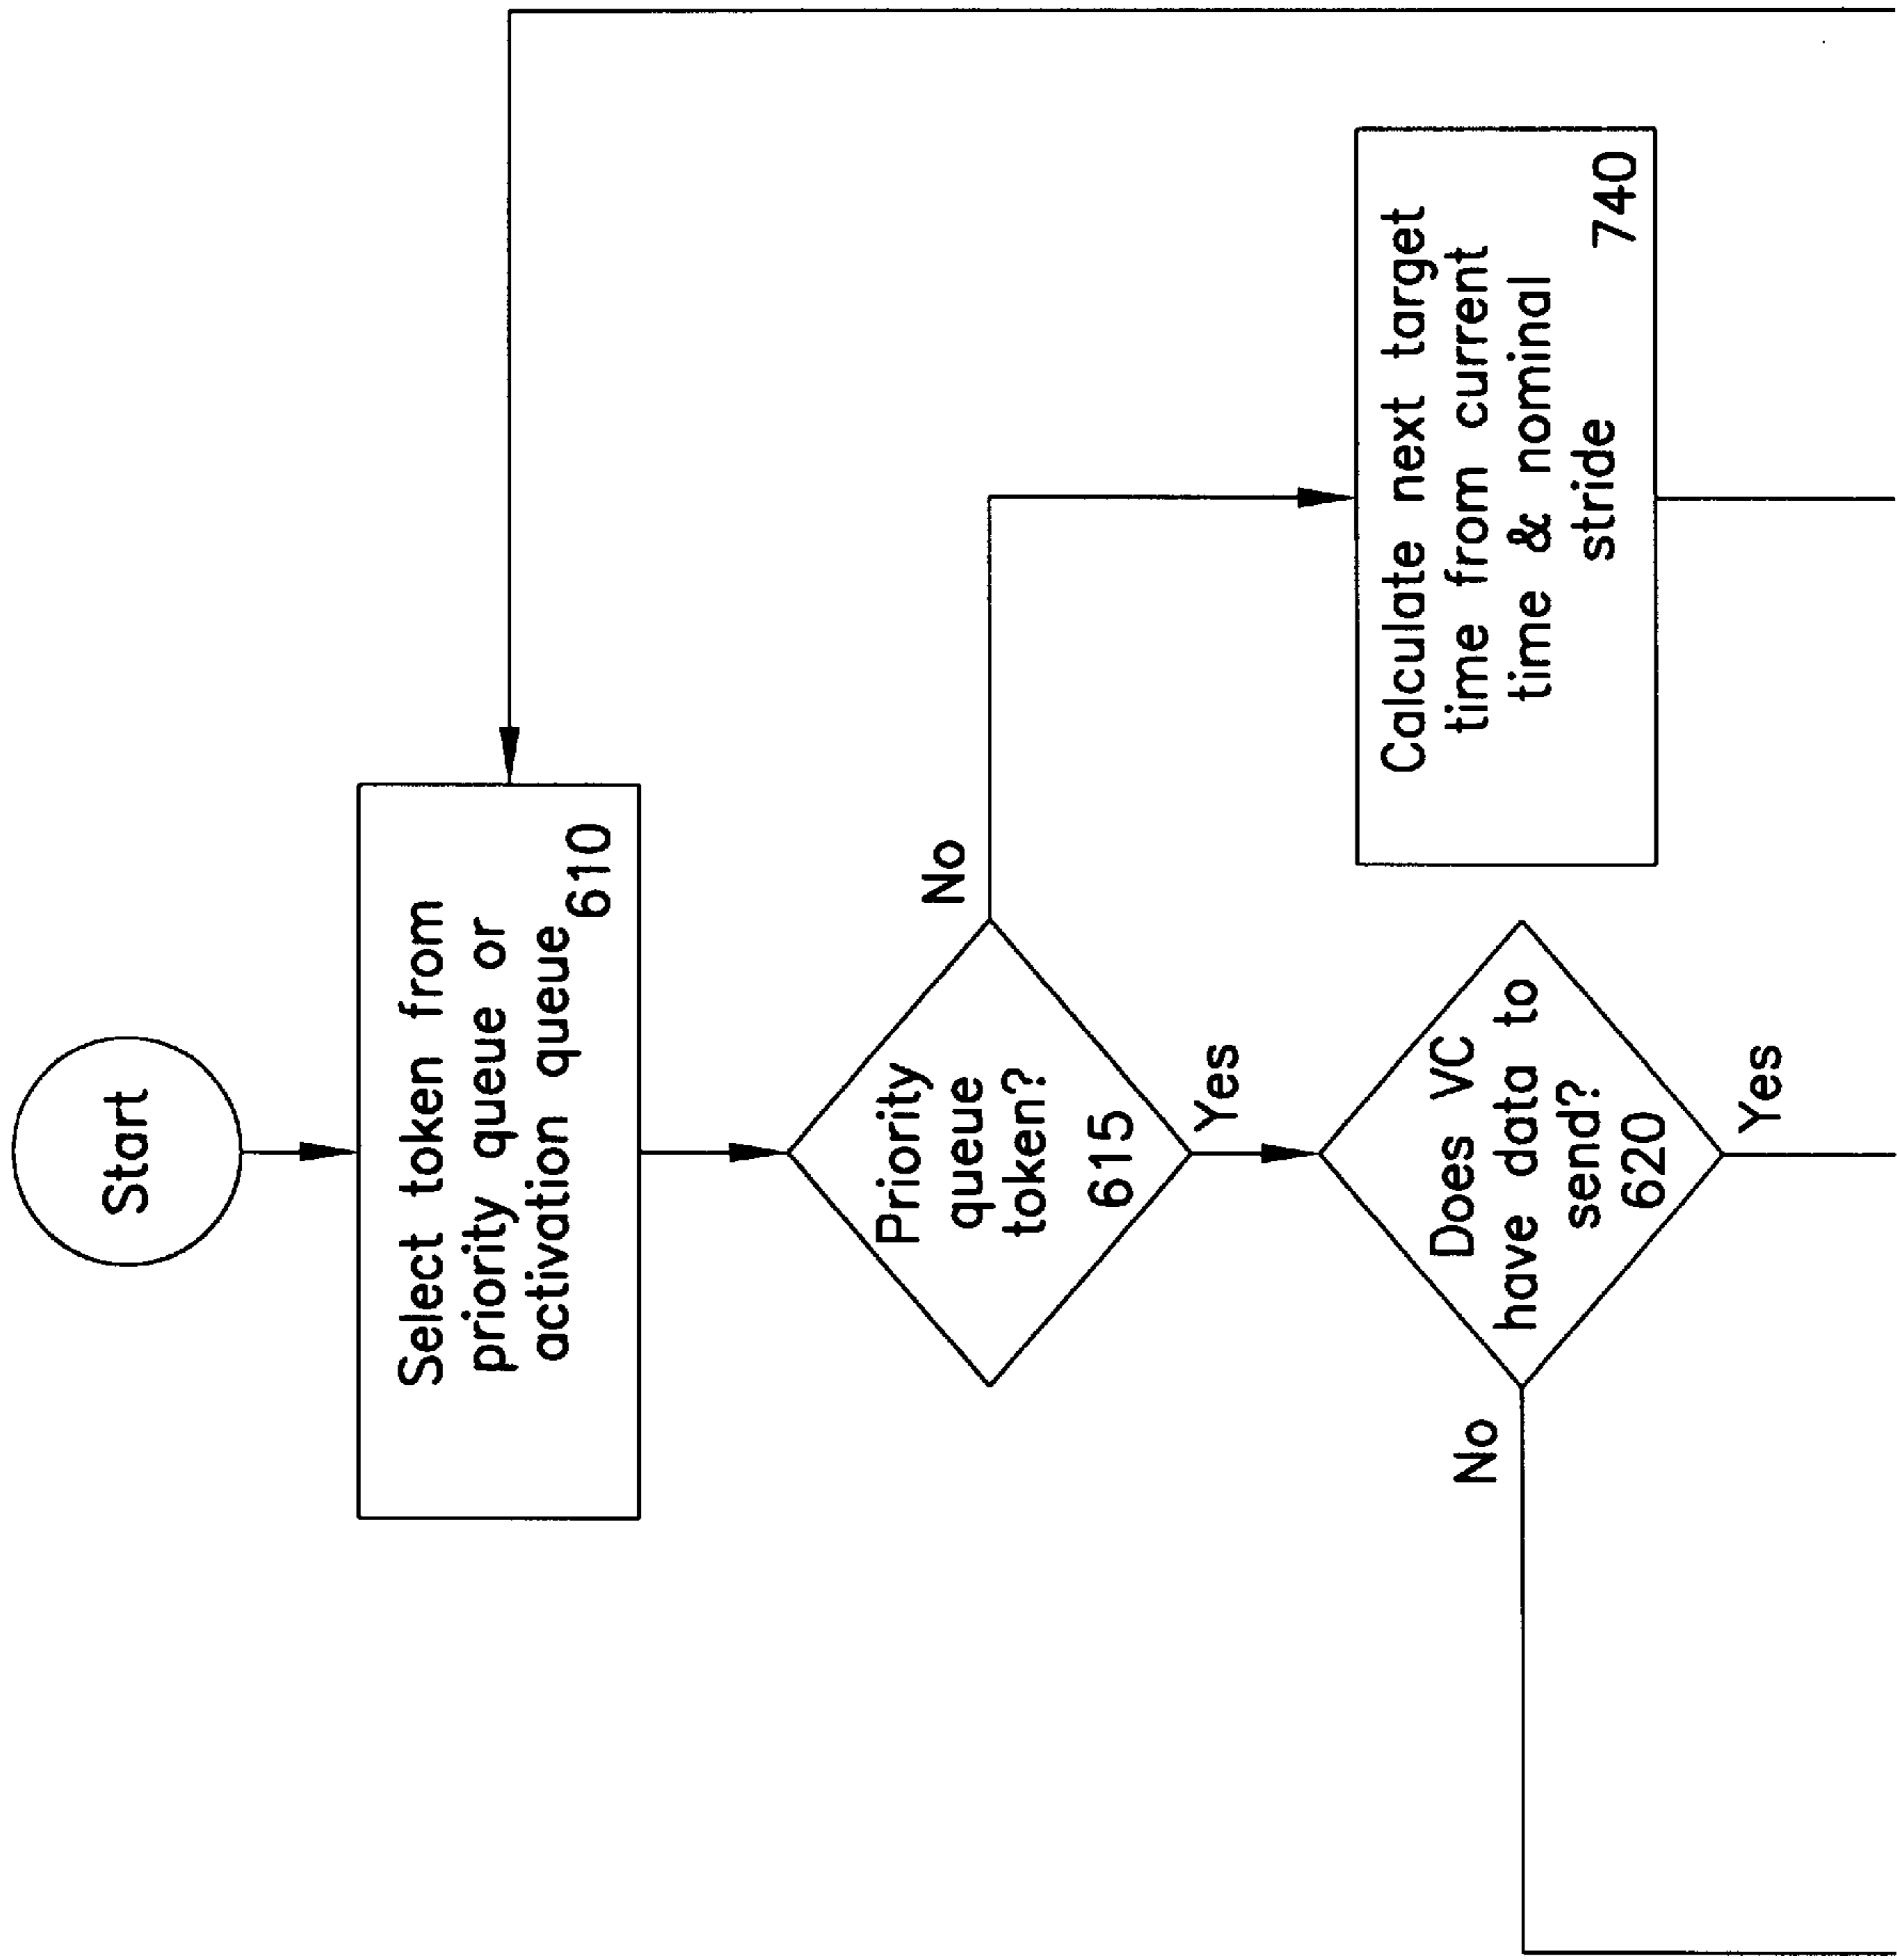 Start
Select token from
priority queue or
activation queue
610
Priority
queue
token?
615
No
Yes
Does VC
have data to
send?
620
No
Yes
Calculate next target
time from current
time & nominal
stride
740